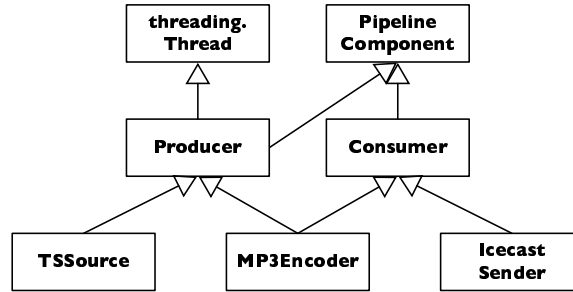 threading.
Thread
Pipeline
Component
Producer
Consumer
TSSource
MP3Encoder
Icecast
Sender